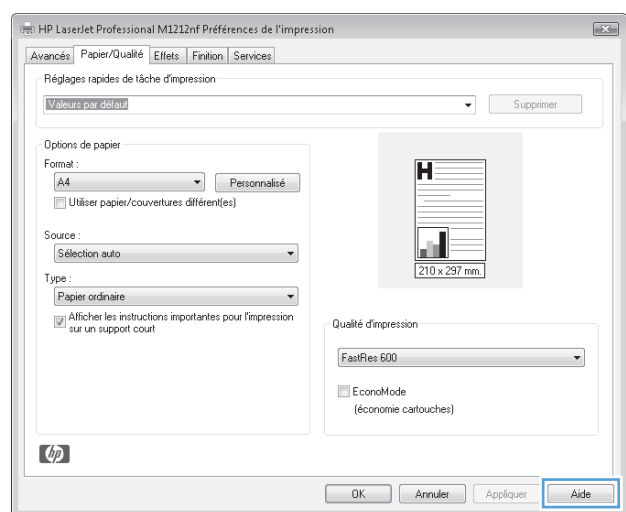 HP LaserJet Professional M1212nf Préférences de l'impression
Avancés Papier/Qualité Effets Finition Services
Réglages rapides de tâche d'impression
Valeurs par défaut
Supprimer
Options de papier
Format :
A4
Personnalisé
Utiliser papier/couvertures différent(es)
Source :
Sélection auto
Type :
Papier ordinaire
Afficher les instructions importantes pour l'impression
sur un support court
H
210 x 297 mm.
Qualité d'impression
FastRes 600
EconoMode
(économie cartouches)
hp
OK Annuler Appliquer Aide